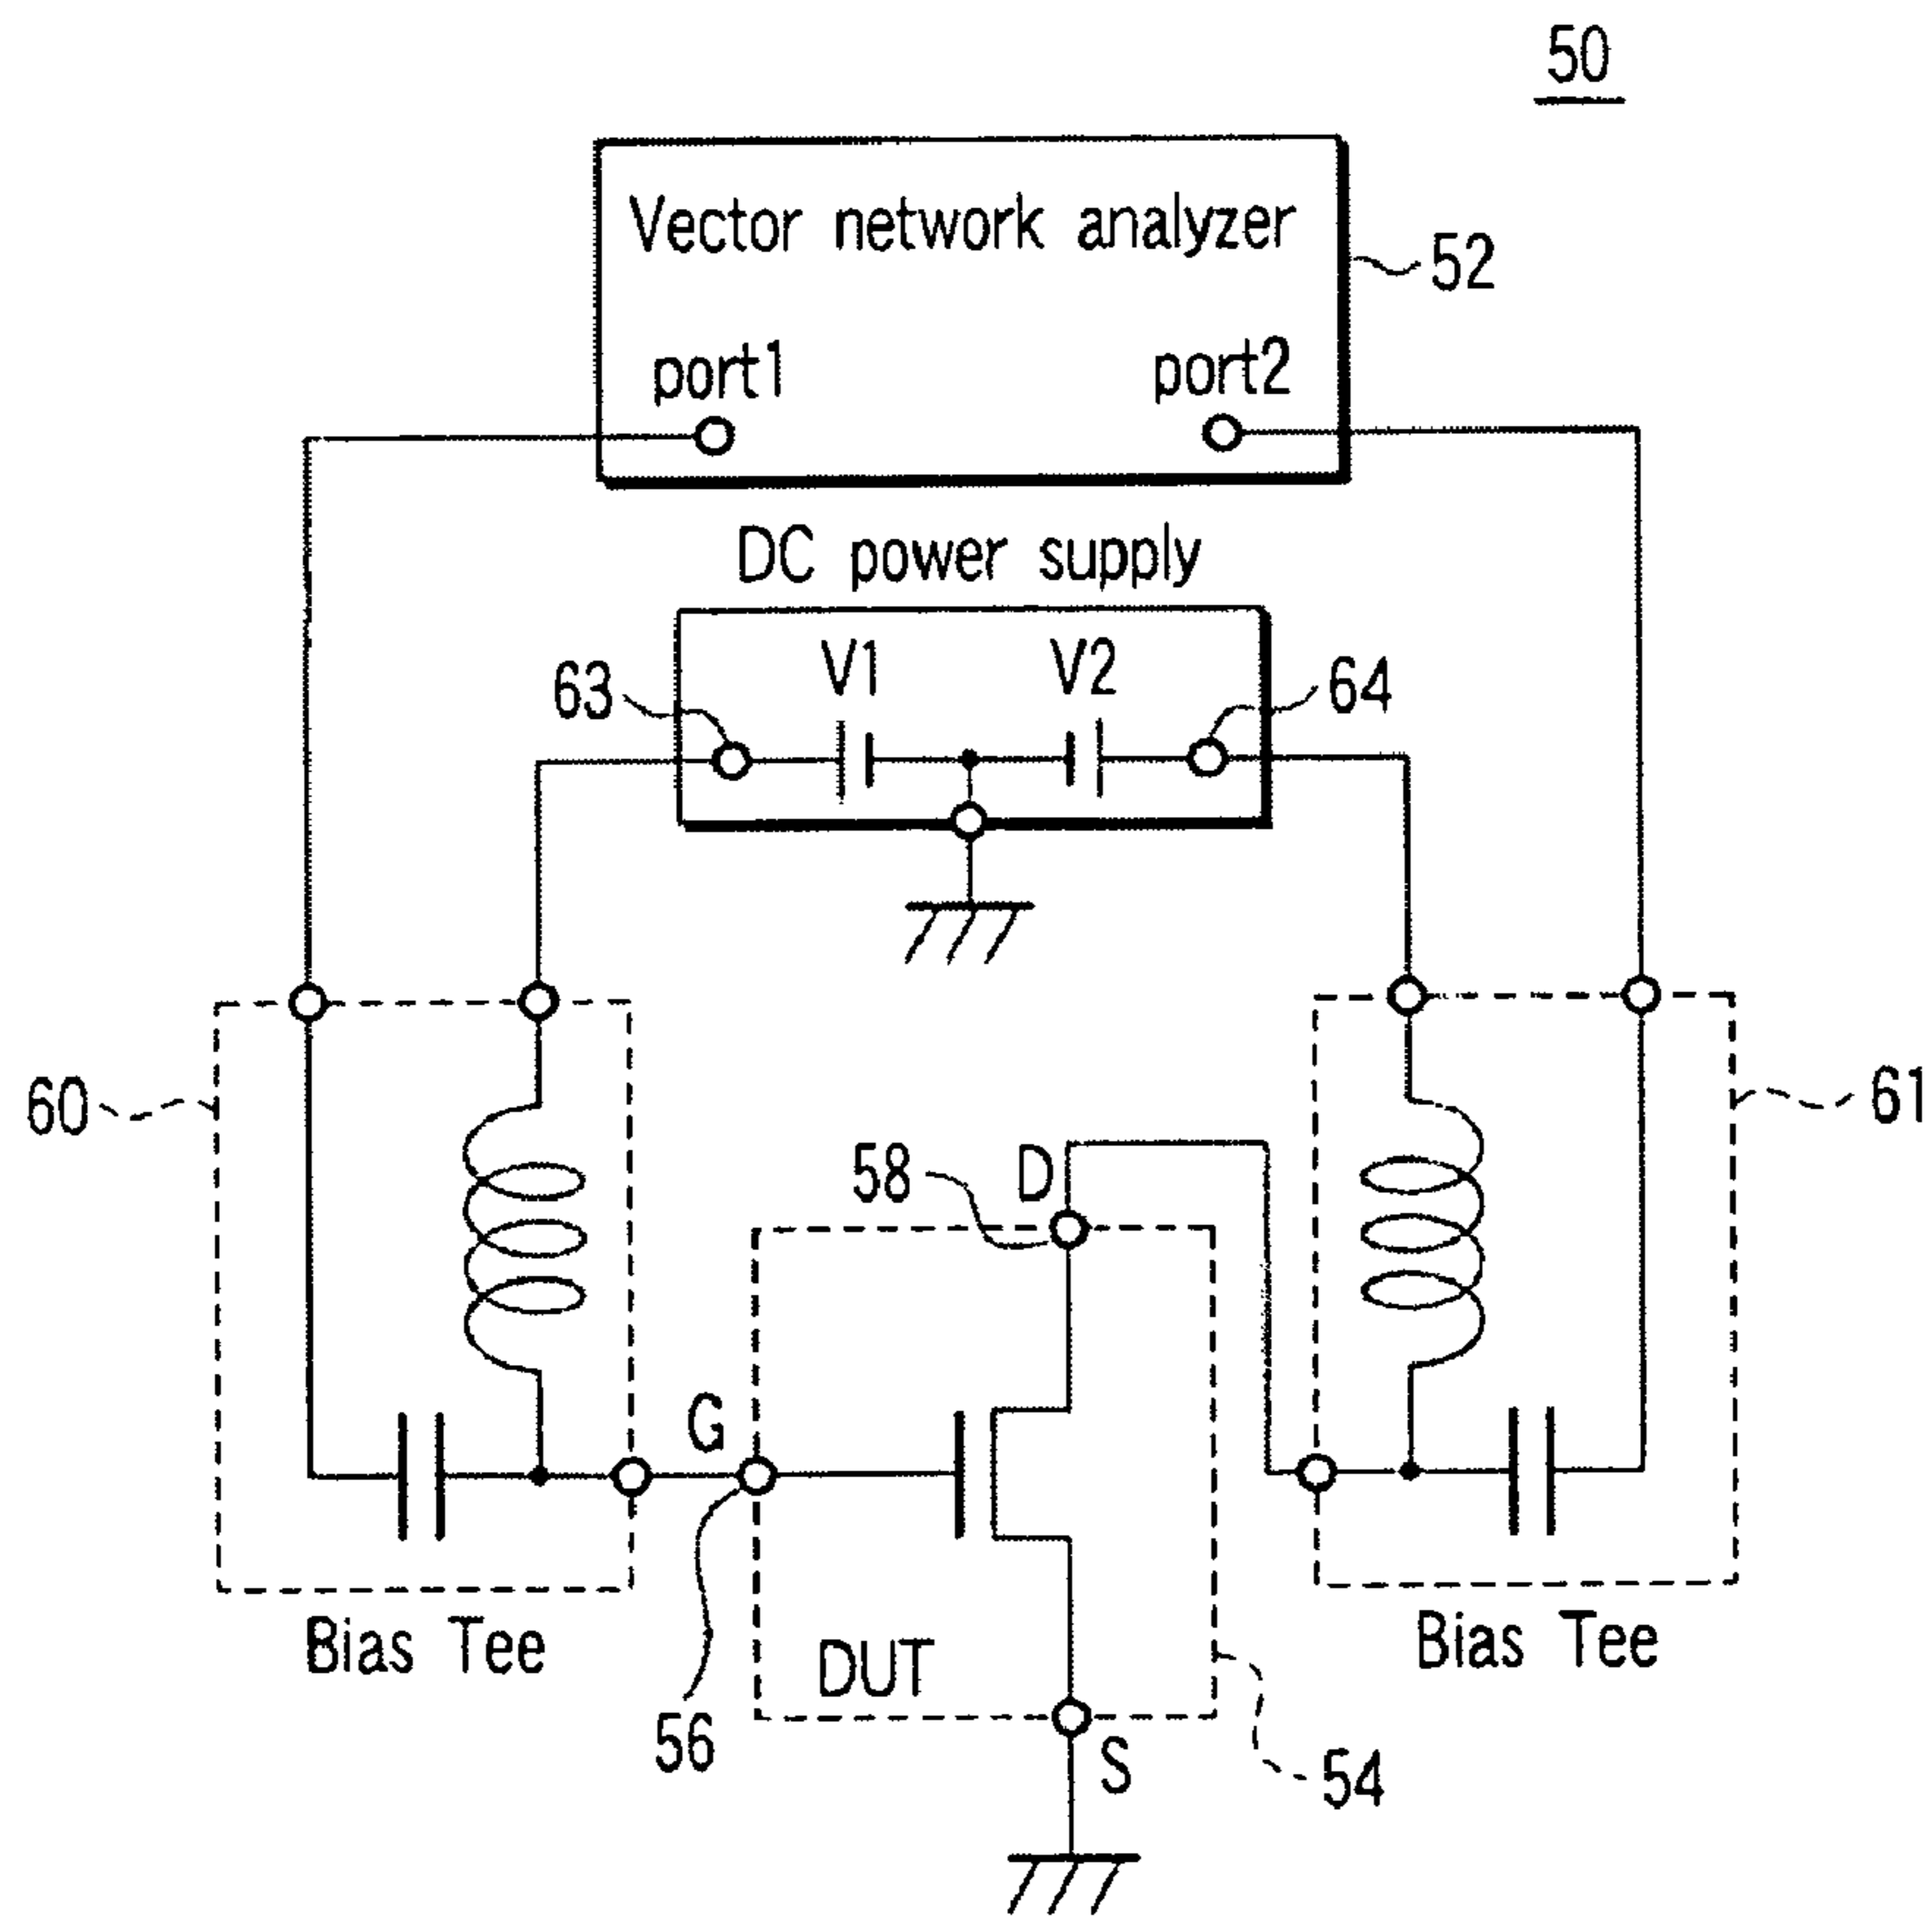 50
Vector network analyzer
52
port1
port2
DC power supply
V1
V2
63
64
60
61
58
D
G
Bias Tee
DUT
Bias Tee
56
S
54